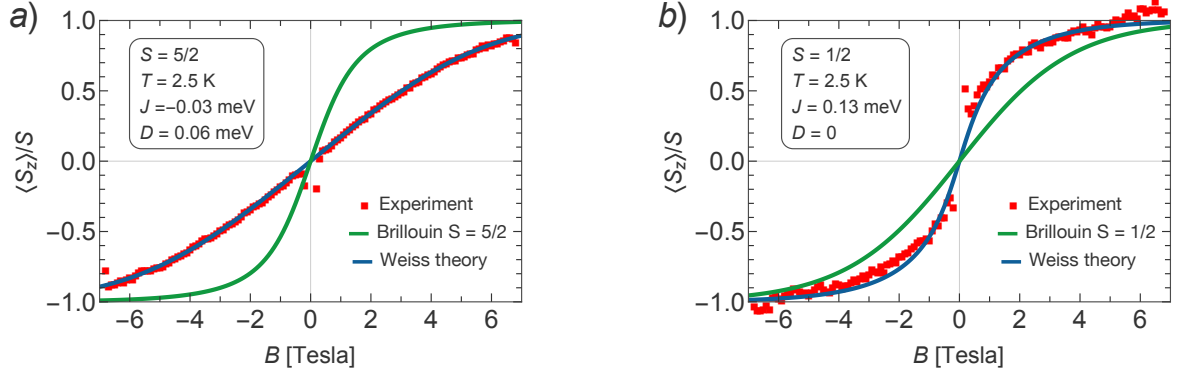 a)
1.0
0.5
0.0
−0.5
−1.0
⟨Sz⟩/S
S = 5/2
T = 2.5 K
J =−0.03 meV
D = 0.06 meV
Experiment
Brillouin S = 5/2
Weiss theory
−6 −4 −2 0 2 4 6
B [Tesla]
b)
1.0
0.5
0.0
−0.5
−1.0
⟨Sz⟩/S
S = 1/2
T = 2.5 K
J = 0.13 meV
D = 0
Experiment
Brillouin S = 1/2
Weiss theory
−6 −4 −2 0 2 4 6
B [Tesla]